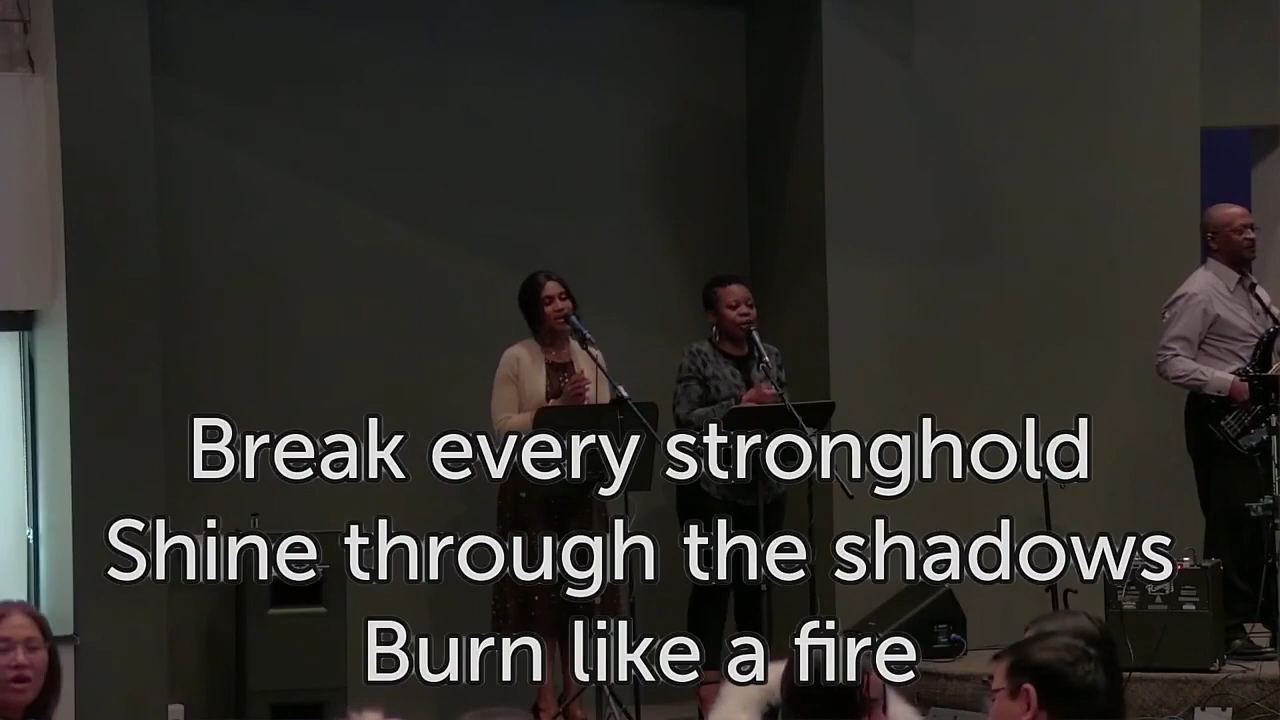 Break every stronghold
Shine through the shadows
Burn like a fire